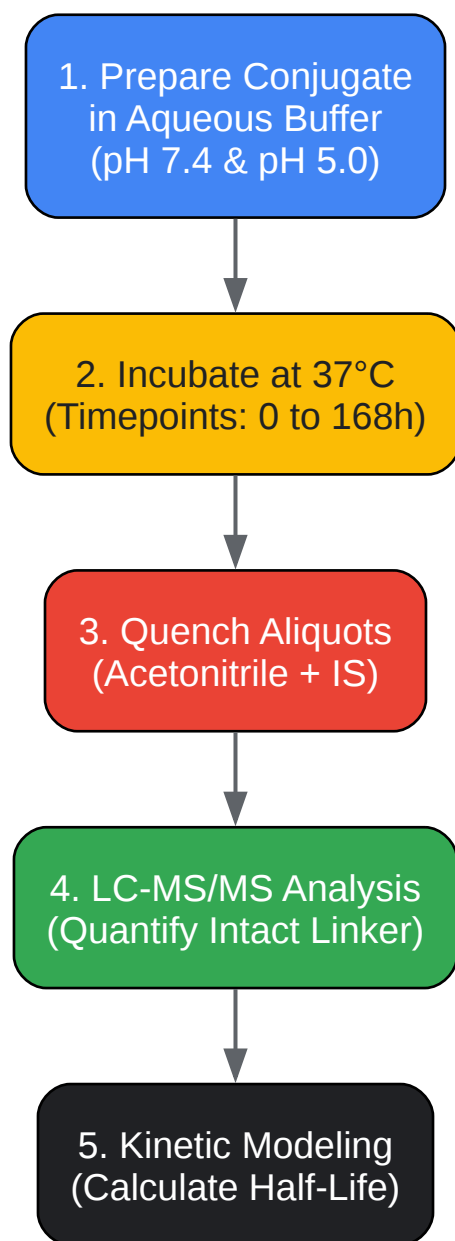 1. Prepare Conjugate
in Aqueous Buffer
(pH 7.4 & pH 5.0)
2. Incubate at 37°C
(Timepoints: 0 to 168h)
3. Quench Aliquots
(Acetonitrile + IS)
4. LC-MS/MS Analysis
(Quantify Intact Linker)
5. Kinetic Modeling
(Calculate Half-Life)